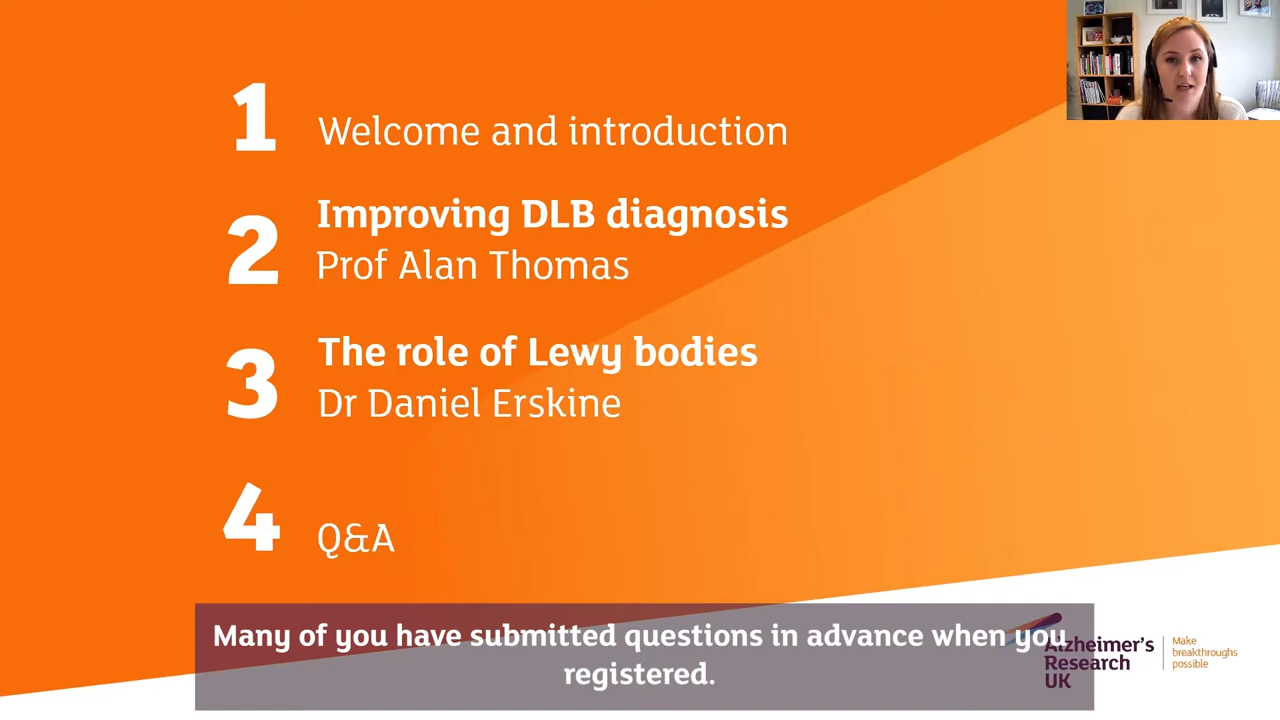 1
Welcome and introduction
2
Improving DLB diagnosis
Prof Alan Thomas
3
The role of Lewy bodies
Dr Daniel Erskine
4
Q&A
Many of you have submitted questions in advance when you
registered.
Alzheimer's
Research
UK
Make
breakthroughs
possible